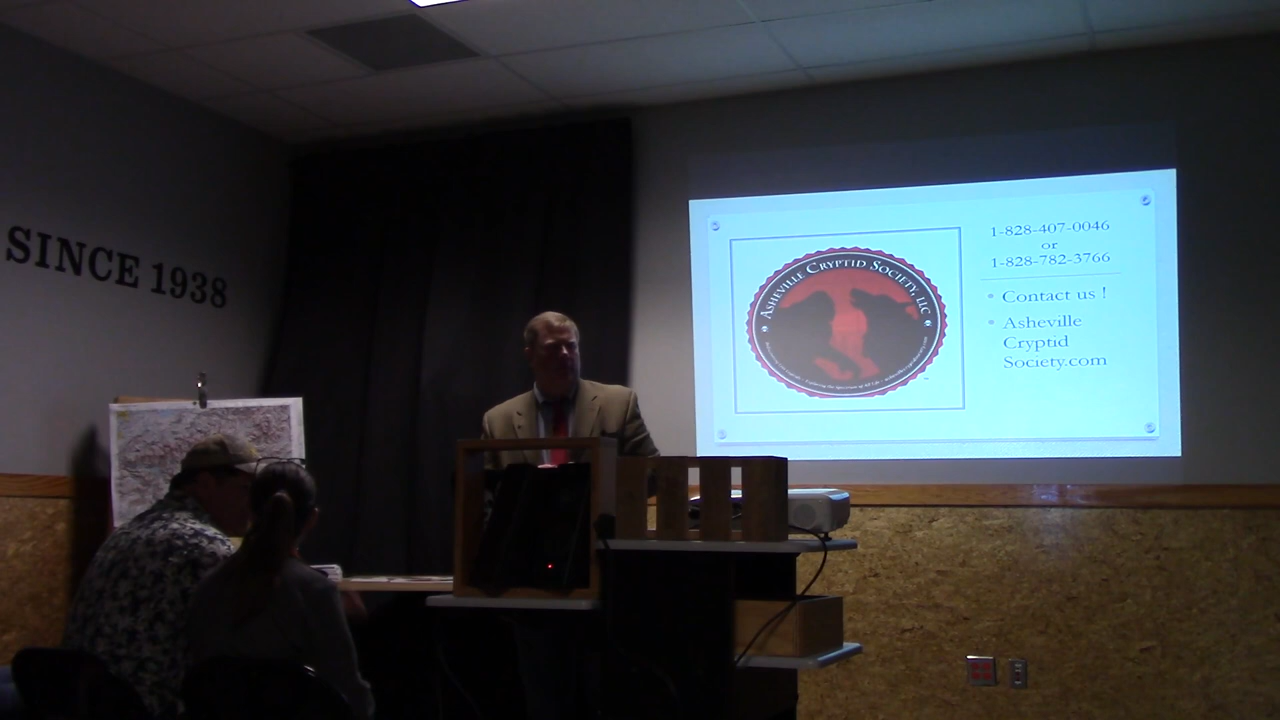 SINCE 1938
ASHEVILLE CRYPTID SOCIETY, LLC
1-828-407-0046
or
1-828-782-3766
• Contact us !
• Asheville
Cryptid
Society.com